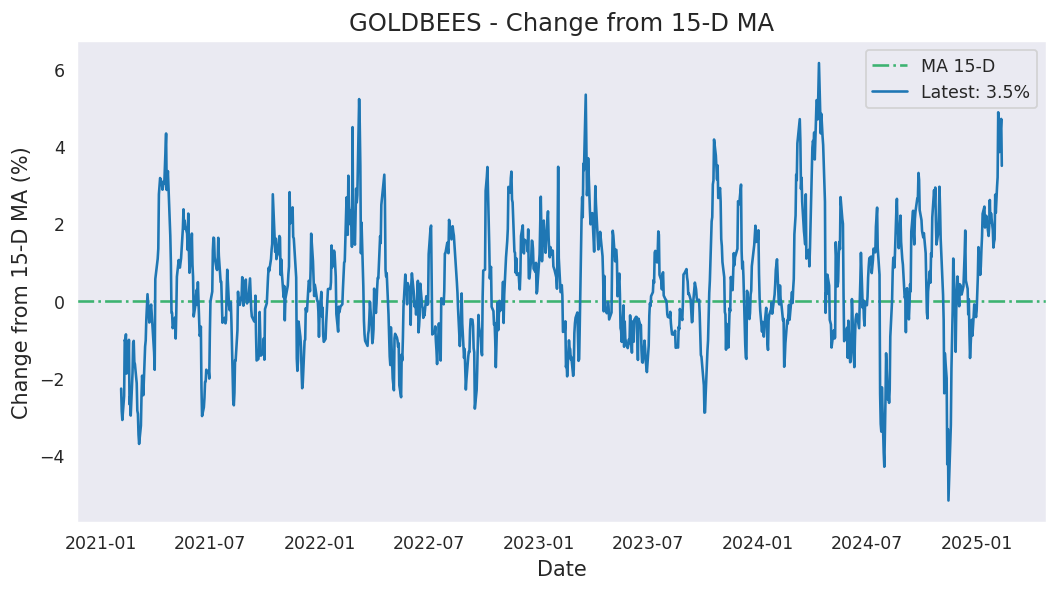 GOLDBEES - Change from 15-D MA
MA 15-D
Latest: 3.5%
Change from 15-D MA (%)
6
4
2
0
−2
−4
2021-01 2021-07 2022-01 2022-07 2023-01 2023-07 2024-01 2024-07 2025-01
Date